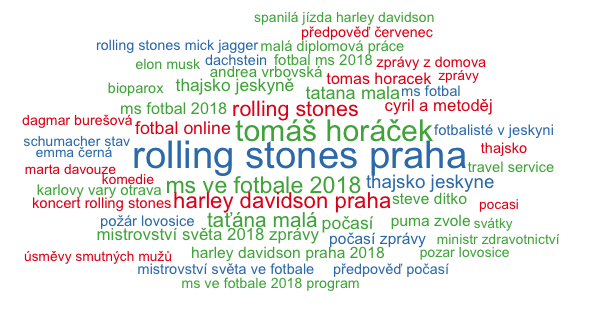 spanilá jízda harley davidson
předpověď červenec
rolling stones mick jagger malá diplomová práce
elon musk dachstein fotbal ms 2018 zprávy z domova
andrea vrbovská tomas horacek zprávy
bioparox thajsko jeskyně tatana mala ms fotbal
ms fotbal 2018 rolling stones cyril a metoděj
dagmar burešová fotbal online tomáš horáček fotbalisté v jeskyni
schumacher stav
emma černá rolling stones praha thajsko
marta davouze travel service
komedie ms ve fotbale 2018 thajsko jeskyne
karlovy vary otrava harley davidson praha steve ditko
koncert rolling stones pocasi
požár lovosice taťána malá počasí puma zvole svátky
mistrovství světa 2018 zprávy počasí zprávy ministr zdravotnictví
úsměvy smutných mužů harley davidson praha 2018 pozar lovosice
mistrovství světa ve fotbale předpověď počasí
ms ve fotbale 2018 program